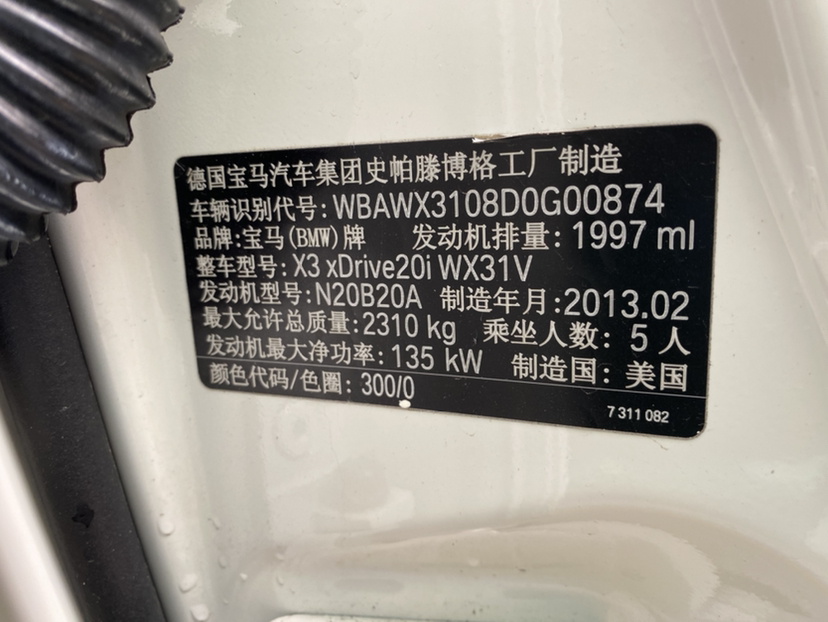 德国宝马汽车集团史帕滕博格工厂制造
车辆识别代号: WBAWX3108D0G00874
品牌: 宝马(BMW)牌 发动机排量: 1997 ml
整车型号: X3 xDrive20i WX31V
发动机型号: N20B20A 制造年月: 2013.02
最大允许总质量: 2310 kg 乘坐人数: 5 人
发动机最大净功率: 135 kW 制造国: 美国
颜色代码/色圈: 300/0
7 311 082